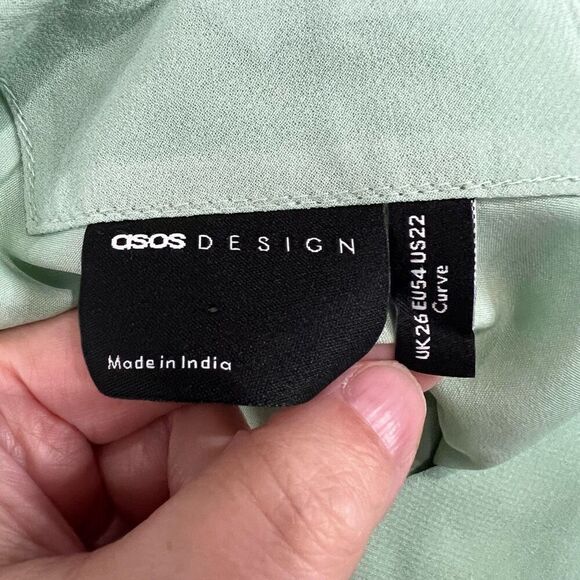 asos DESIGN
Made in India
UK26 EU54 US22
Curve